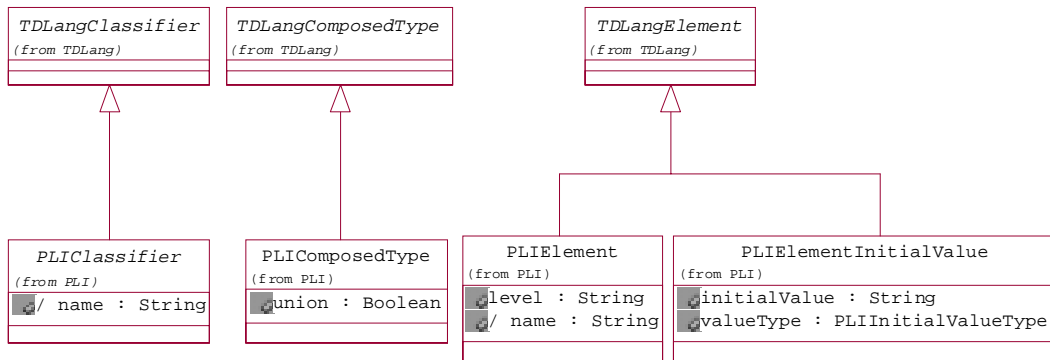 TDLangClassifier
(from TDLang)
TDLangComposedType
(from TDLang)
TDLangElement
(from TDLang)
PLIClassifier
(from PLI)
/ name : String
PLIComposedType
(from PLI)
union : Boolean
PLIElement
(from PLI)
level : String
/ name : String
PLIElementInitialValue
(from PLI)
initialValue : String
valueType : PLIInitialValueType